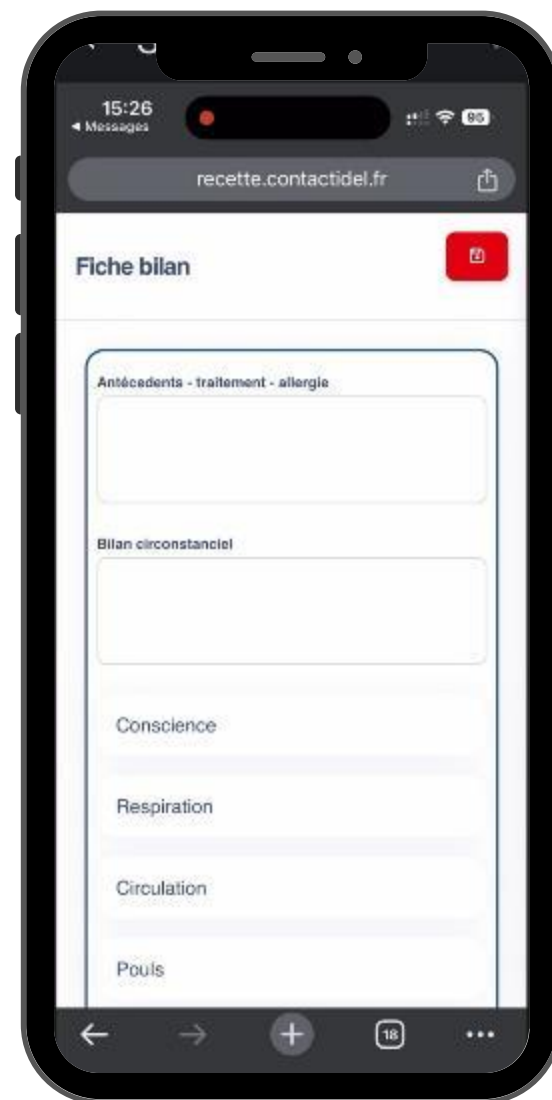 15:26
◀ Messages
95
recette.contactidel.fr
Fiche bilan
Antécedents - traitement - allergie
Bilan circonstanciel
Conscience
Respiration
Circulation
Pouls
18